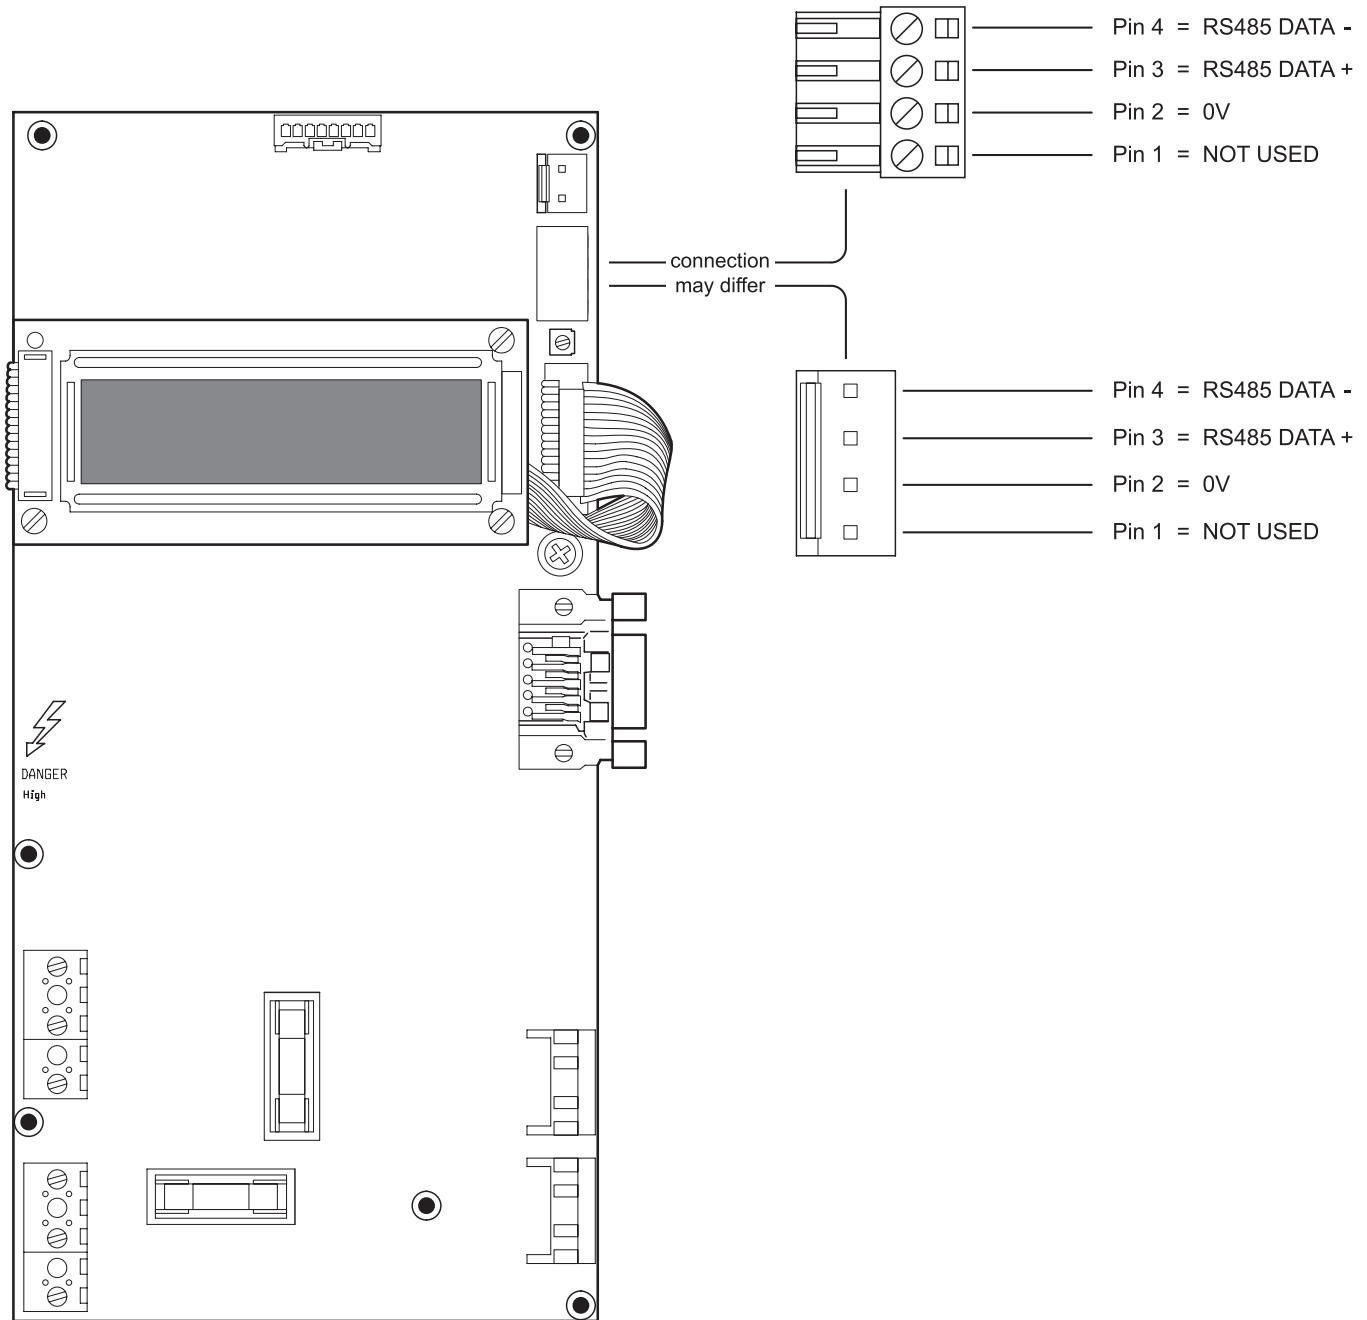 Pin 4 = RS485 DATA -
Pin 3 = RS485 DATA +
Pin 2 = 0V
Pin 1 = NOT USED
connection
may differ
Pin 4 = RS485 DATA -
Pin 3 = RS485 DATA +
Pin 2 = 0V
Pin 1 = NOT USED
DANGER
High